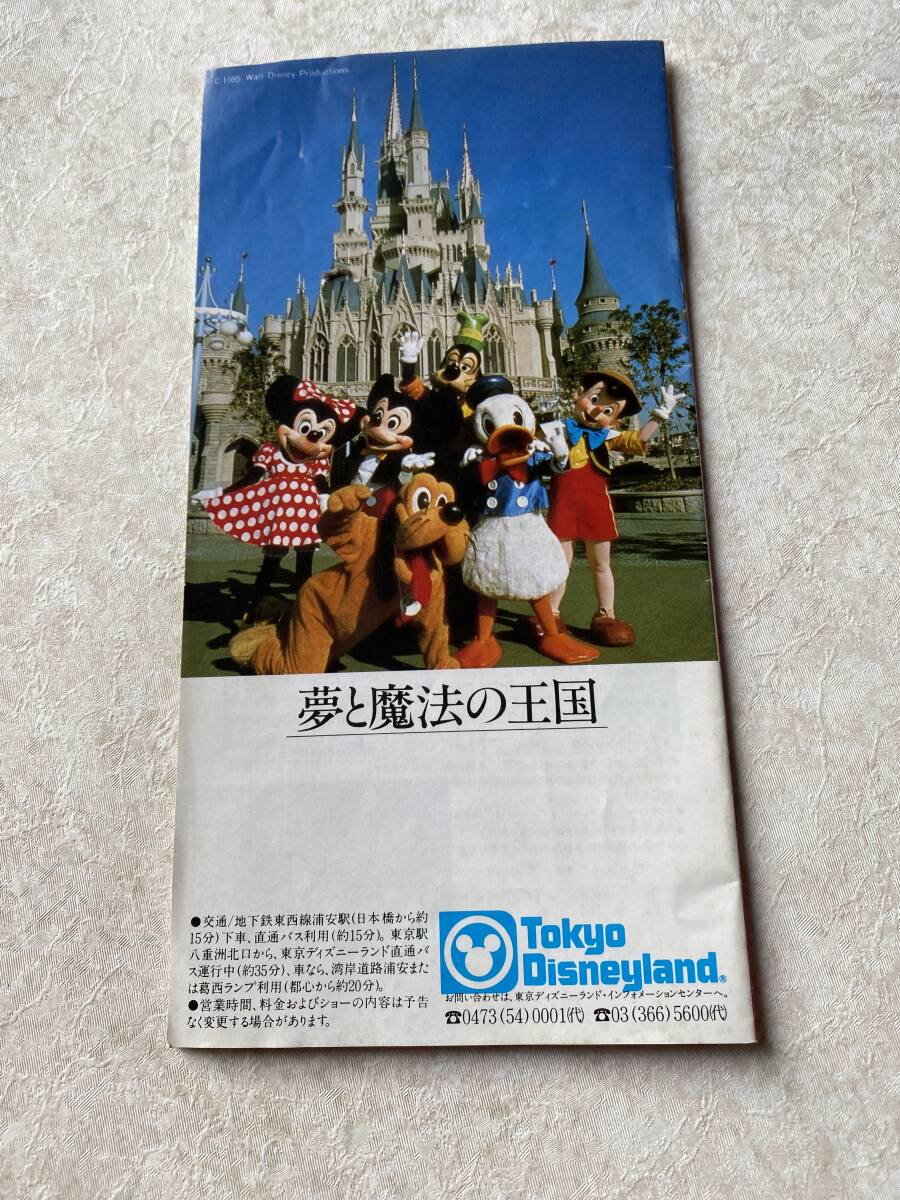 C 1985 Walt Disney Productions.
夢と魔法の王国
●交通/地下鉄東西線浦安駅(日本橋から約
15分)下車、直通バス利用(約15分)。東京駅
八重洲北口から、東京ディズニーランド直通バ
ス運行中(約35分)、車なら、湾岸道路浦安また
は葛西ランプ利用(都心から約20分)。
●営業時間、料金およびショーの内容は予告
なく変更する場合があります。
Tokyo
Disneyland®
お問い合わせは、東京ディズニーランド・インフォメーションセンターへ。
☎0473(54)0001㈹ ☎03(366)5600㈹